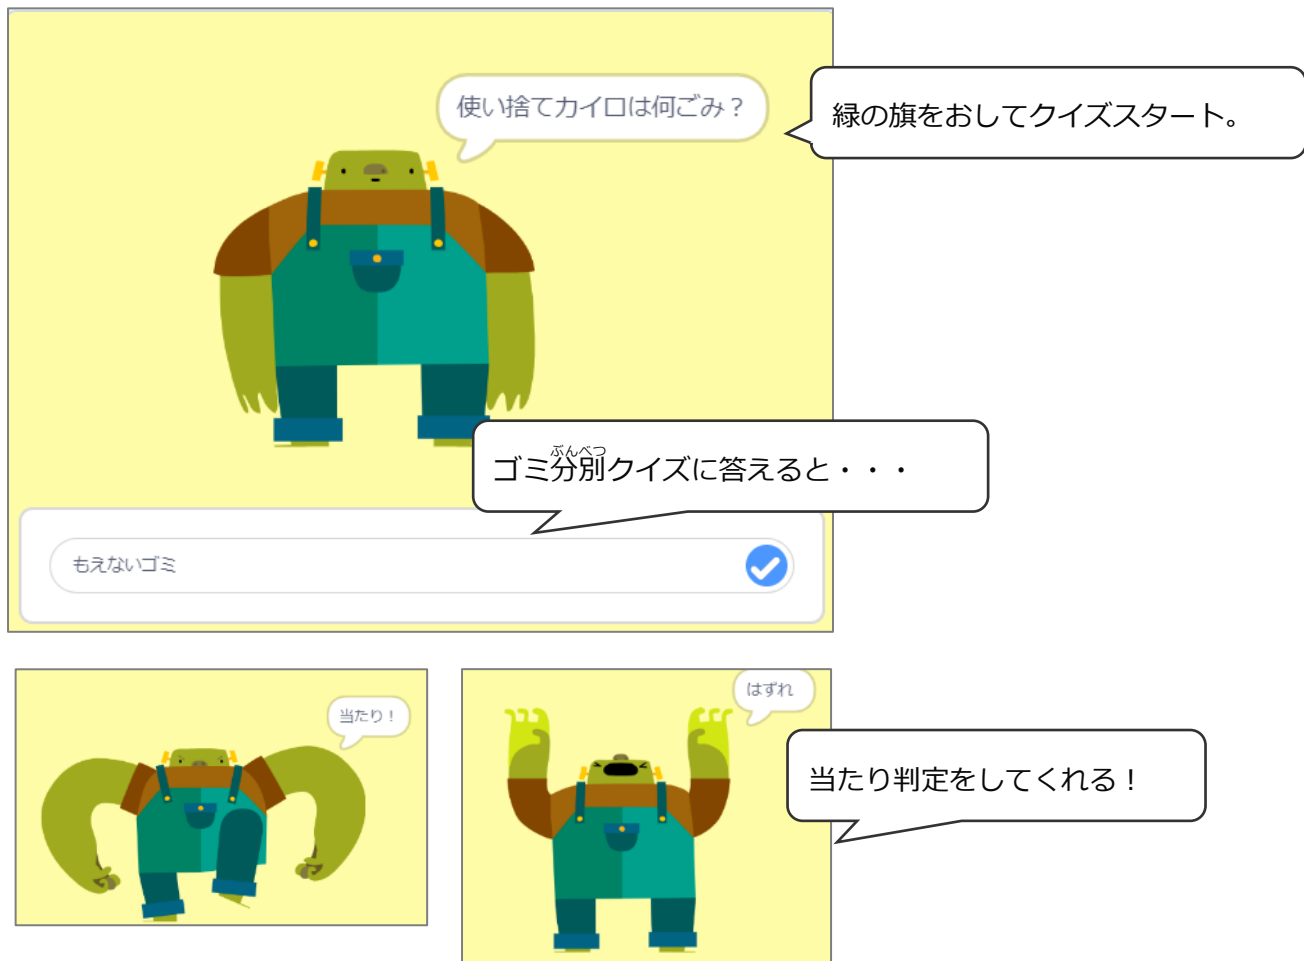 使い捨てカイロは何ごみ？
緑の旗をおしてクイズスタート。
ぶんべつ
ゴミ分別クイズに答えると・・・
もえないゴミ
当たり！
はずれ
当たり判定をしてくれる！